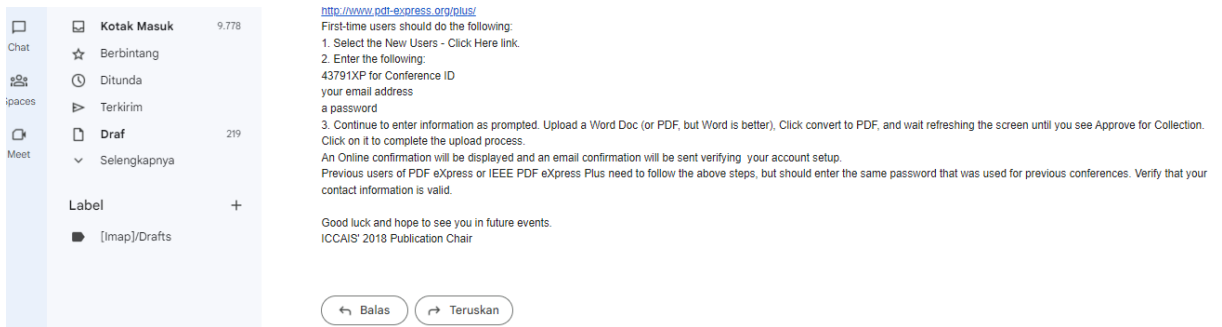 Chat
Spaces
Meet
Kotak Masuk 9.778
Berbintang
Ditunda
Terkirim
Draf 219
Selengkapnya
Label +
[Imap]/Drafts
http://www.pdf-express.org/plus/
First-time users should do the following:
1. Select the New Users - Click Here link.
2. Enter the following:
43791XP for Conference ID
your email address
a password
3. Continue to enter information as prompted. Upload a Word Doc (or PDF, but Word is better), Click convert to PDF, and wait refreshing the screen until you see Approve for Collection.
Click on it to complete the upload process.
An Online confirmation will be displayed and an email confirmation will be sent verifying your account setup.
Previous users of PDF eXpress or IEEE PDF eXpress Plus need to follow the above steps, but should enter the same password that was used for previous conferences. Verify that your
contact information is valid.
Good luck and hope to see you in future events.
ICCAIS' 2018 Publication Chair
Balas
Teruskan